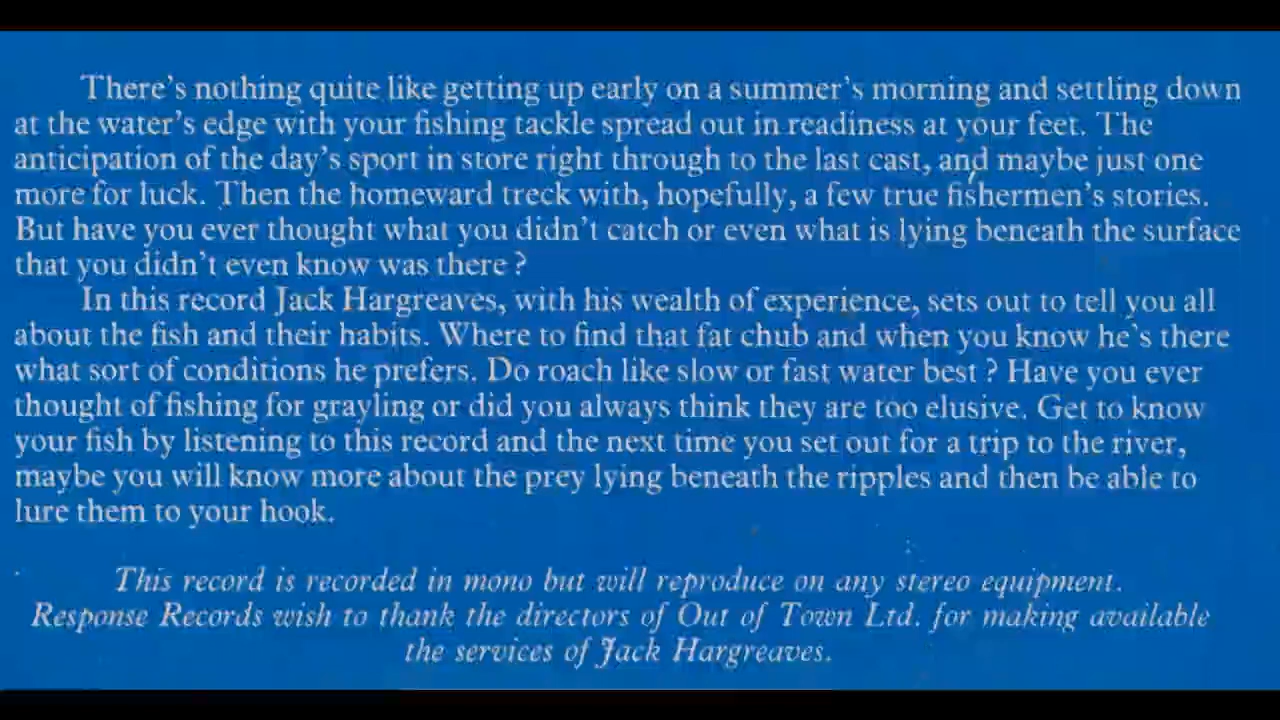 There's nothing quite like getting up early on a summer's morning and settling down
at the water's edge with your fishing tackle spread out in readiness at your feet. The
anticipation of the day's sport in store right through to the last cast, and maybe just one
more for luck. Then the homeward treck with, hopefully, a few true fishermen's stories.
But have you ever thought what you didn't catch or even what is lying beneath the surface
that you didn't even know was there ?
In this record Jack Hargreaves, with his wealth of experience, sets out to tell you all
about the fish and their habits. Where to find that fat chub and when you know he's there
what sort of conditions he prefers. Do roach like slow or fast water best ? Have you ever
thought of fishing for grayling or did you always think they are too elusive. Get to know
your fish by listening to this record and the next time you set out for a trip to the river,
maybe you will know more about the prey lying beneath the ripples and then be able to
lure them to your hook.
This record is recorded in mono but will reproduce on any stereo equipment.
Response Records wish to thank the directors of Out of Town Ltd. for making available
the services of Jack Hargreaves.